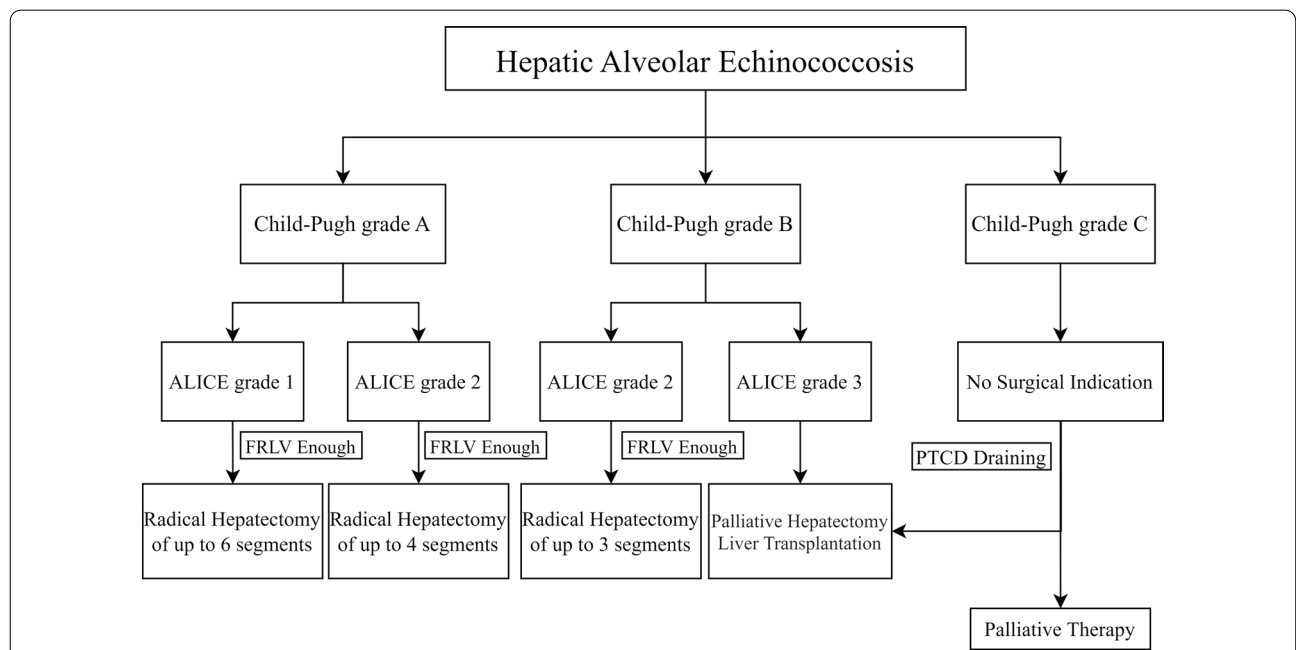 Hepatic Alveolar Echinococcosis
Child-Pugh grade A
Child-Pugh grade B
Child-Pugh grade C
ALICE grade 1
ALICE grade 2
ALICE grade 2
ALICE grade 3
No Surgical Indication
FRLV Enough
FRLV Enough
FRLV Enough
PTCD Draining
Radical Hepatectomy
of up to 6 segments
Radical Hepatectomy
of up to 4 segments
Radical Hepatectomy
of up to 3 segments
Palliative Hepatectomy
Liver Transplantation
Palliative Therapy